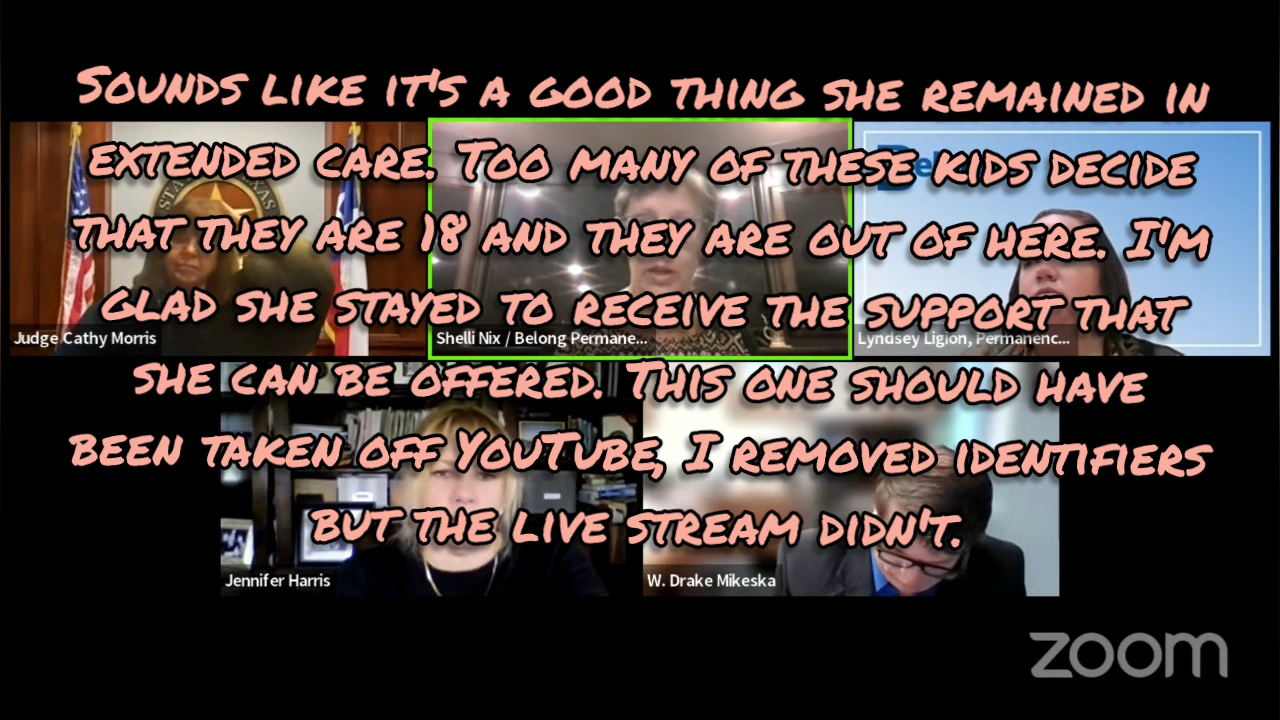 Sounds like it's a good thing she remained in
extended care. Too many of these kids decide
that they are 18 and they are out of here. I'm
glad she stayed to receive the support that
Judge Cathy Morris
Shelli Nix / Belong Permane...
Lyndsey Ligion, Permanenc...
she can be offered. This one should have
been taken off YouTube, I removed identifiers
but the live stream didn't.
Jennifer Harris
W. Drake Mikeska
zoom